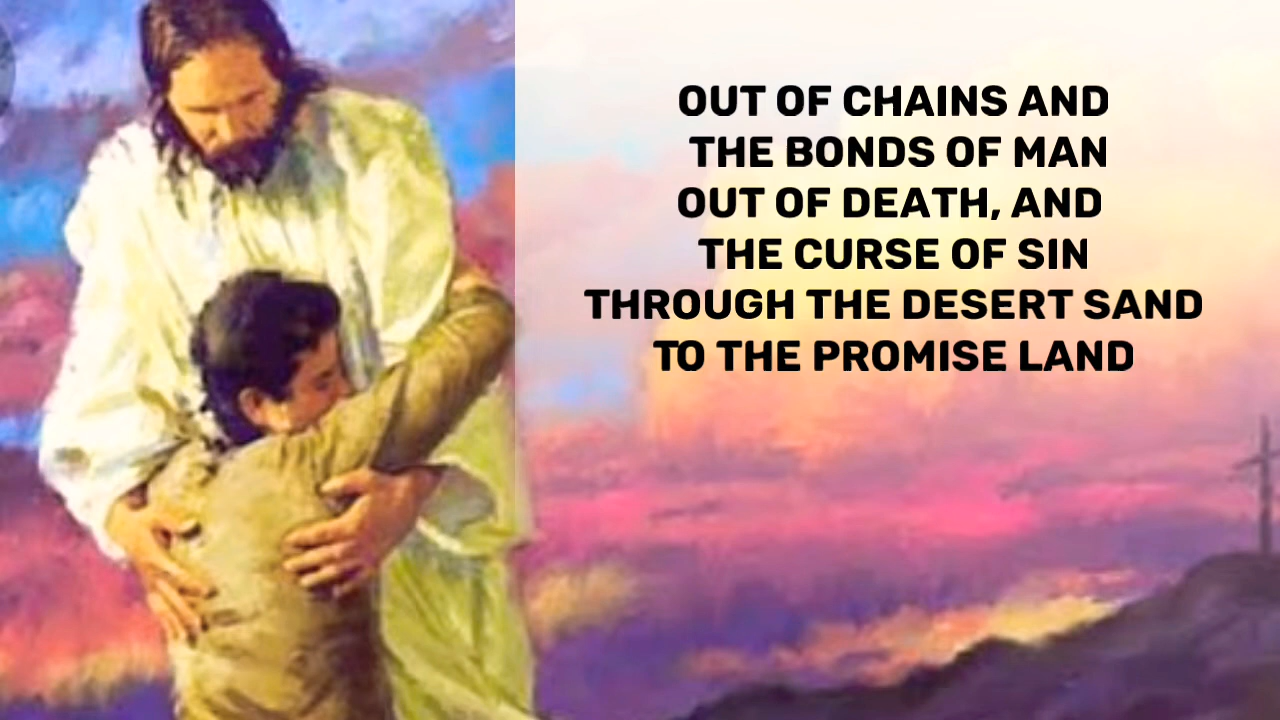 OUT OF CHAINS AND
THE BONDS OF MAN
OUT OF DEATH, AND
THE CURSE OF SIN
THROUGH THE DESERT SAND
TO THE PROMISE LAND